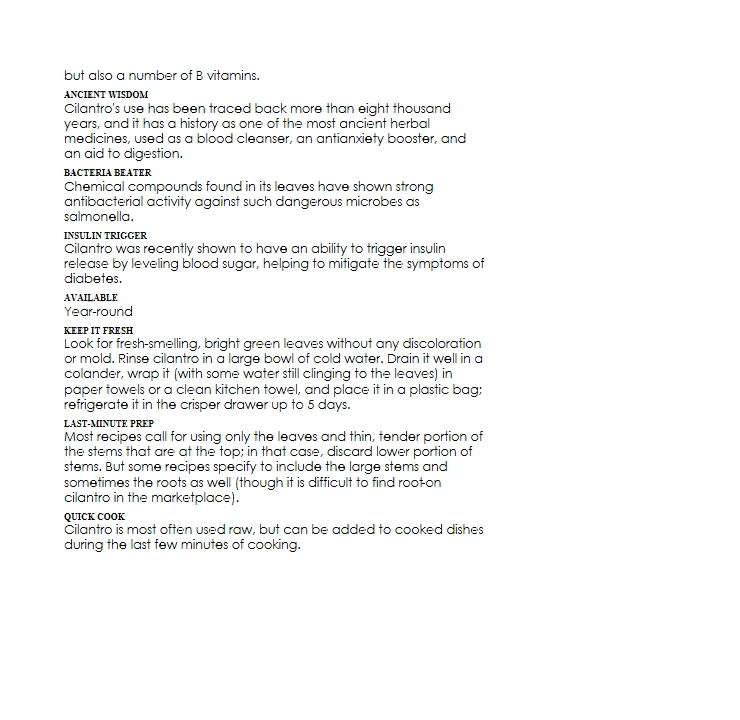 but also a number of B vitamins.
ANCIENT WISDOM
Cilantro's use has been traced back more than eight thousand
years, and it has a history as one of the most ancient herbal
medicines, used as a blood cleanser, an antianxiety booster, and
an aid to digestion.
BACTERIA BEATER
Chemical compounds found in its leaves have shown strong
antibacterial activity against such dangerous microbes as
salmonella.
INSULIN TRIGGER
Cilantro was recently shown to have an ability to trigger insulin
release by leveling blood sugar, helping to mitigate the symptoms of
diabetes.
AVAILABLE
Year-round
KEEP IT FRESH
Look for fresh-smelling, bright green leaves without any discoloration
or mold. Rinse cilantro in a large bowl of cold water. Drain it well in a
colander, wrap it (with some water still clinging to the leaves) in
paper towels or a clean kitchen towel, and place it in a plastic bag;
refrigerate it in the crisper drawer up to 5 days.
LAST-MINUTE PREP
Most recipes call for using only the leaves and thin, tender portion of
the stems that are at the top; in that case, discard lower portion of
stems. But some recipes specify to include the large stems and
sometimes the roots as well (though it is difficult to find root-on
cilantro in the marketplace).
QUICK COOK
Cilantro is most often used raw, but can be added to cooked dishes
during the last few minutes of cooking.